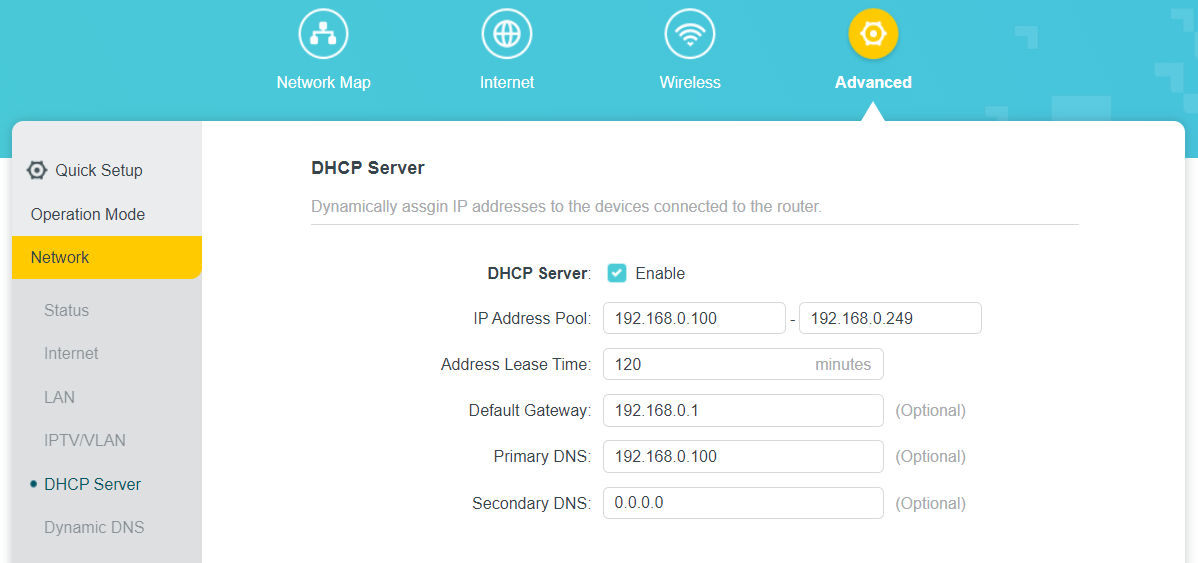 Network Map
Internet
Wireless
Advanced
Quick Setup
Operation Mode
Network
Status
Internet
LAN
IPTV/VLAN
DHCP Server
Dynamic DNS
DHCP Server
Dynamically assgin IP addresses to the devices connected to the router.
DHCP Server: Enable
IP Address Pool: 192.168.0.100 - 192.168.0.249
Address Lease Time: 120 minutes
Default Gateway: 192.168.0.1 (Optional)
Primary DNS: 192.168.0.100 (Optional)
Secondary DNS: 0.0.0.0 (Optional)